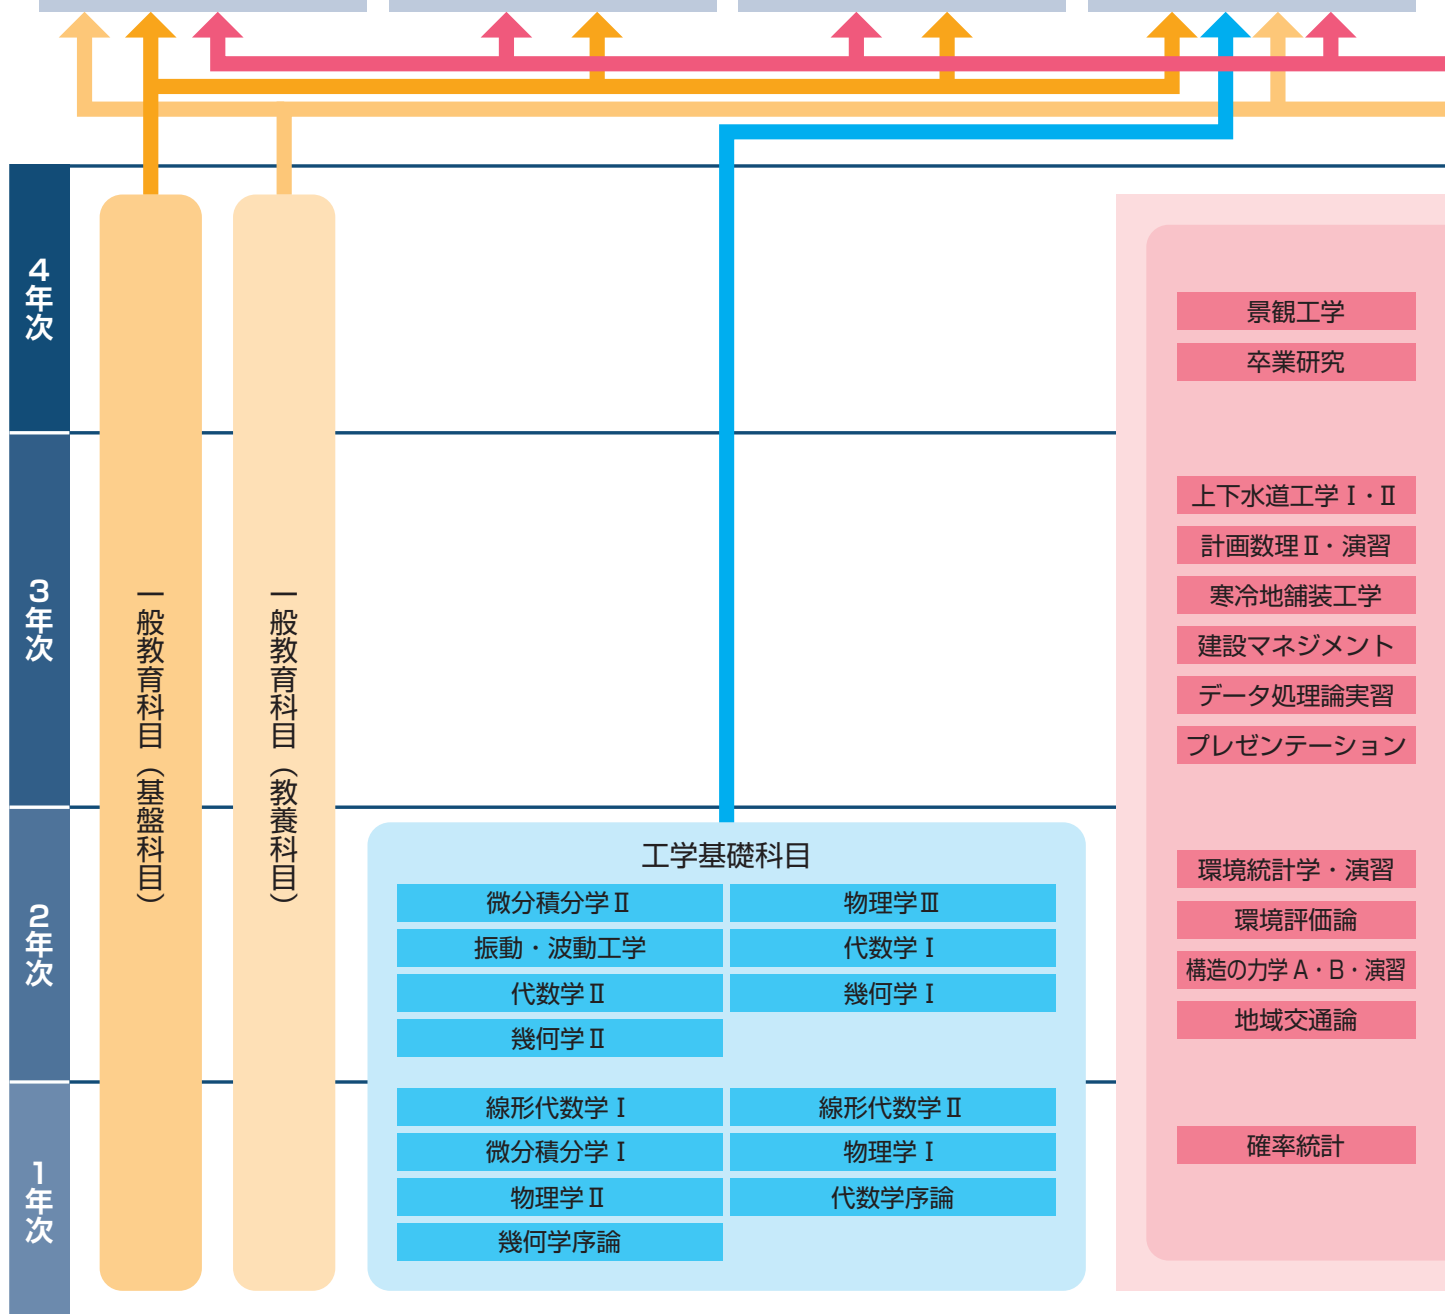 4年次
3年次
2年次
1年次
一般教育科目（基盤科目）
一般教育科目（教養科目）
工学基礎科目
微分積分学Ⅱ
物理学Ⅲ
振動・波動工学
代数学Ⅰ
代数学Ⅱ
幾何学Ⅰ
幾何学Ⅱ
線形代数学Ⅰ
線形代数学Ⅱ
微分積分学Ⅰ
物理学Ⅰ
物理学Ⅱ
代数学序論
幾何学序論
景観工学
卒業研究
上下水道工学Ⅰ・Ⅱ
計画数理Ⅱ・演習
寒冷地舗装工学
建設マネジメント
データ処理論実習
プレゼンテーション
環境統計学・演習
環境評価論
構造の力学A・B・演習
地域交通論
確率統計